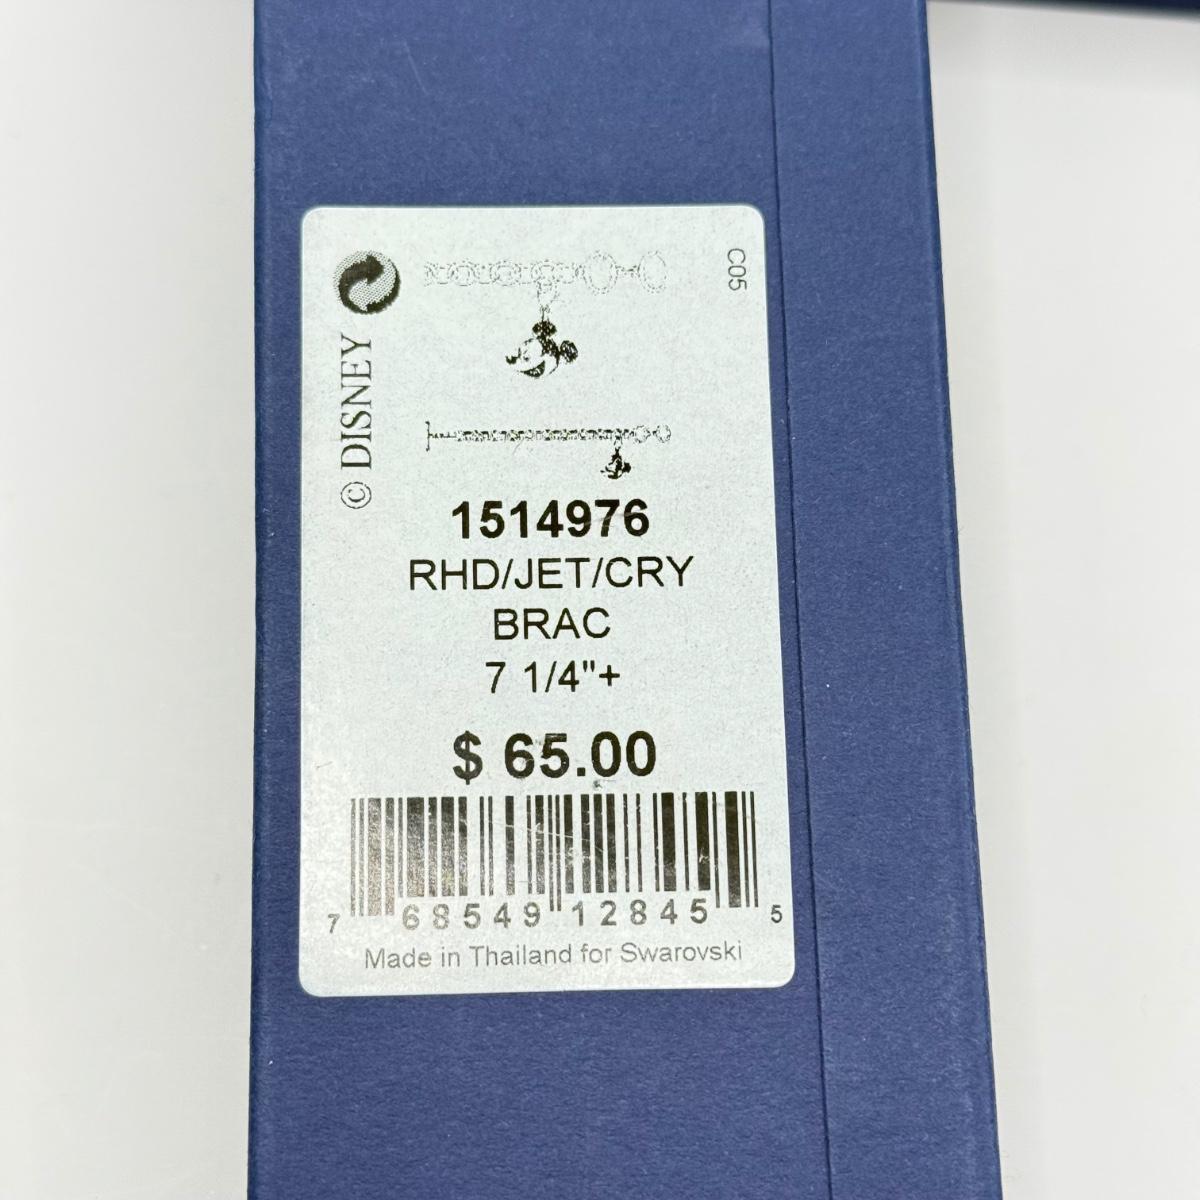 C05
© DISNEY
1514976
RHD/JET/CRY
BRAC
7 1/4"+
$ 65.00
7 68549 12845 5
Made in Thailand for Swarovski